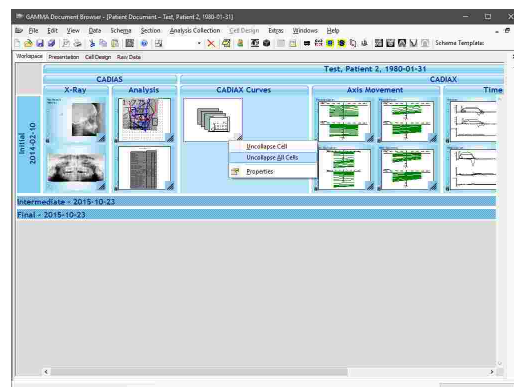 GAMMA Document Browser - [Patient Document - Test, Patient 2, 1980-01-31]
File Edit View Data Schema Section Analysis Collection Cell Design Extras Windows Help
Schema Template:
Workspace Presentation Cell Design Raw Data
Test, Patient 2, 1980-01-31
CADIAS CADIAX
X-Ray Analysis CADIAX Curves Axis Movement Time
Initial
2014-02-10
Uncollapse Cell
Uncollapse All Cells
Properties
Intermediate - 2015-10-23
Final - 2015-10-23